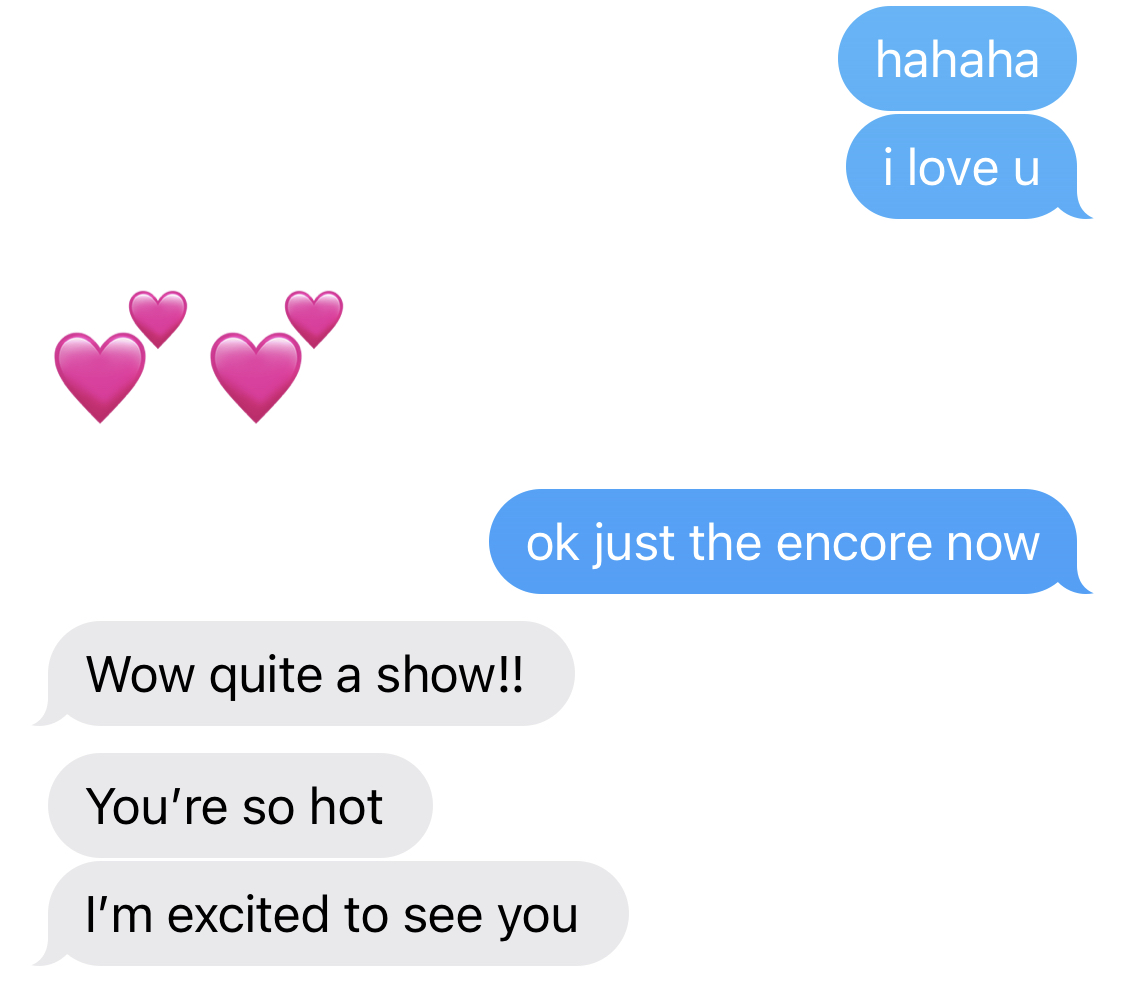 hahaha
i love u
💕 💕
ok just the encore now
Wow quite a show!!
You’re so hot
I’m excited to see you